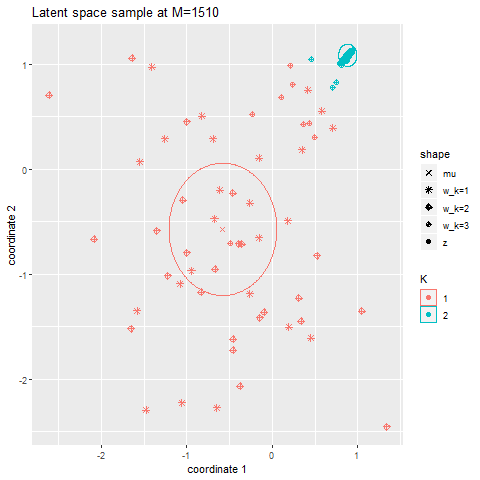 Latent space sample at M=1510
coordinate 2
1
0
-1
-2
-2
-1
0
1
coordinate 1
shape
mu
w_k=1
w_k=2
w_k=3
z
K
1
2